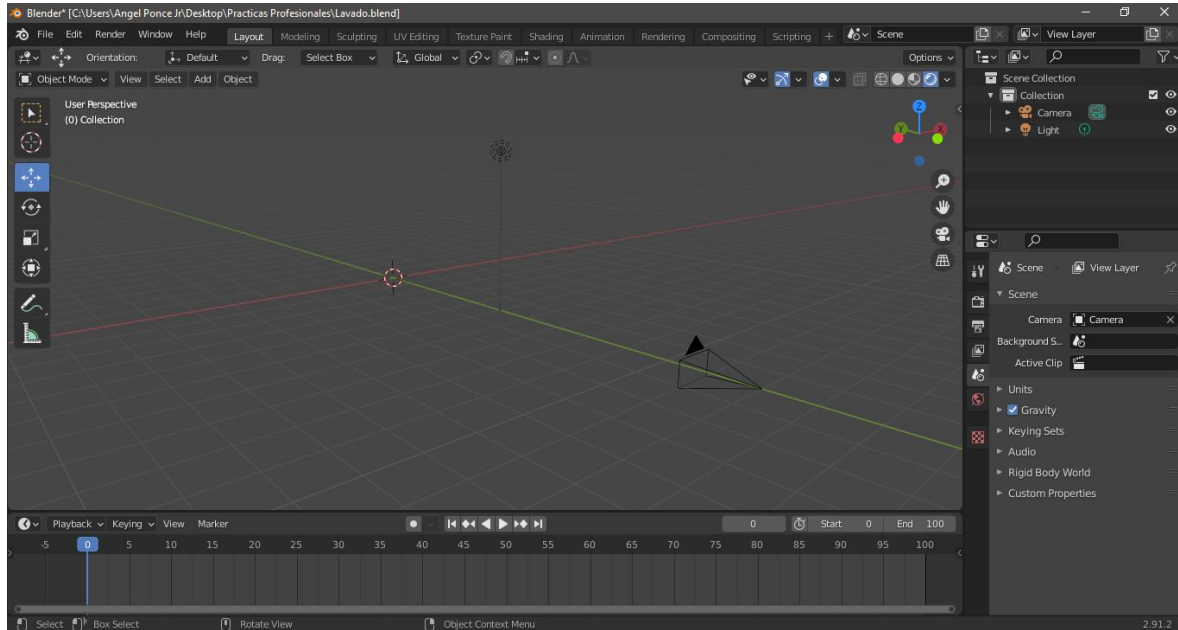 Blender* [C:\Users\Angel Ponce Jr\Desktop\Practicas Profesionales\Lavado.blend]
File Edit Render Window Help Layout Modeling Sculpting UV Editing Texture Paint Shading Animation Rendering Compositing Scripting + Scene View Layer
Orientation: Default Drag: Select Box Global Options
Object Mode View Select Add Object
User Perspective
(0) Collection
Z
Y
X
Scene Collection
Collection
Camera
Light
Scene View Layer
Scene
Camera Camera
Background S...
Active Clip
Units
Gravity
Keying Sets
Audio
Rigid Body World
Custom Properties
Playback Keying View Marker 0 Start 0 End 100
-5 0 5 10 15 20 25 30 35 40 45 50 55 60 65 70 75 80 85 90 95 100
Select Box Select Rotate View Object Context Menu 2.91.2